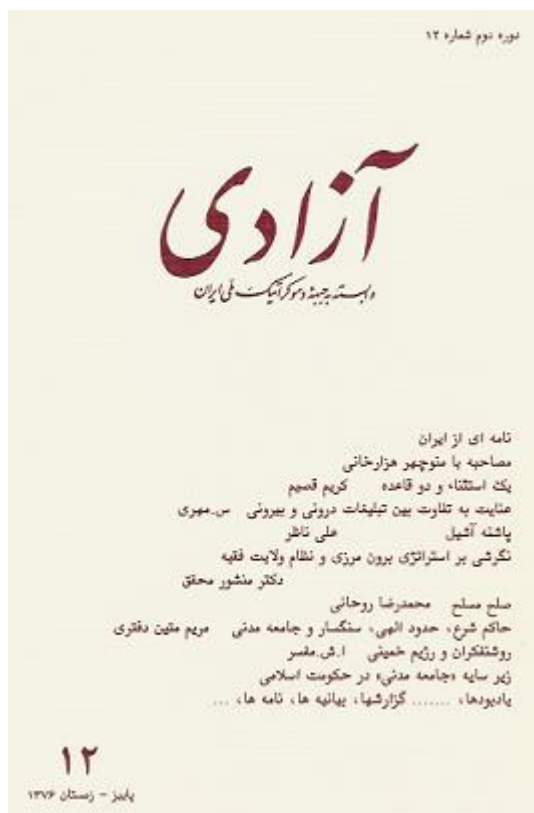 دوره دوم شماره ۱۲
آزادی
وابسته به جبههٔ دموکراتیک ملی ایران
نامه ای از ایران
مصاحبه با منوچهر هزارخانی
یک استثناء و دو قاعده کریم قصیم
عنایت به تفاوت بین تبلیغات درونی و بیرونی س.مهری
پاشنه آشیل علی ناظر
نگرشی بر استراتژی برون مرزی و نظام ولایت فقیه
دکتر منشور محقق
صلح مسلح محمدرضا روحانی
حاکم شرع، حدود الهی، سنگسار و جامعه مدنی مریم متین دفتری
روشنفکران و رژیم خمینی ا.ش.مفسر
زیر سایه «جامعه مدنی» در حکومت اسلامی
یادبودها، ....... گزارشها، بیانیه ها، نامه ها، ...
۱۲
پاییز - زمستان ۱۳۷۶